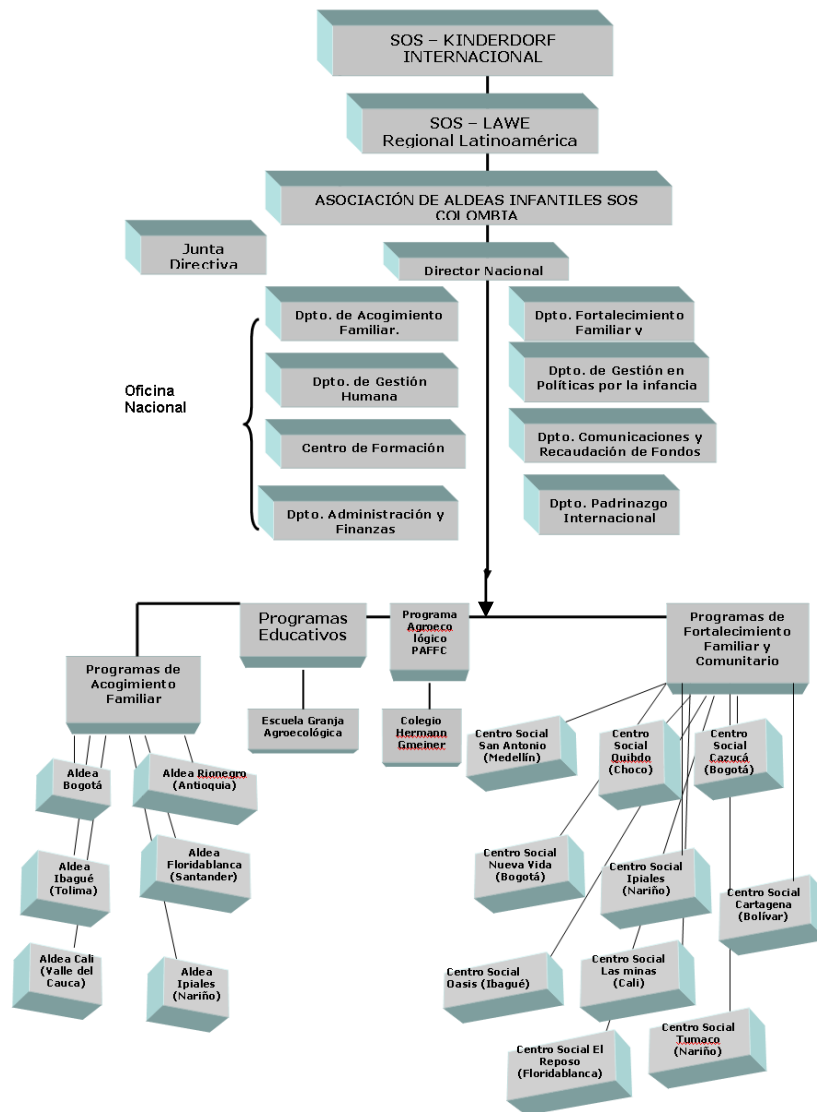 SOS – KINDERDORF
INTERNACIONAL
SOS – LAWE
Regional Latinoamérica
ASOCIACIÓN DE ALDEAS INFANTILES SOS
COLOMBIA
Junta
Directiva
Director Nacional
Dpto. de Acogimiento
Familiar.
Dpto. Fortalecimiento
Familiar y
Oficina
Nacional
Dpto. de Gestión
Humana
Dpto. de Gestión en
Políticas por la infancia
Centro de Formación
Dpto. Comunicaciones y
Recaudación de Fondos
Dpto. Administración y
Finanzas
Dpto. Padrinazgo
Internacional
Programas de
Acogimiento
Familiar
Programas
Educativos
Programa
Agroeco
lógico
PAFFC
Programas de
Fortalecimiento
Familiar y
Comunitario
Escuela Granja
Agroecológica
Colegio
Hermann
Gmeiner
Aldea
Bogotá
Aldea Rionegro
(Antioquia)
Aldea
Ibagué
(Tolima)
Aldea
Floridablanca
(Santander)
Aldea Cali
(Valle del
Cauca)
Aldea
Ipiales
(Nariño)
Centro Social
San Antonio
(Medellín)
Centro
Social
Quibdo
(Choco)
Centro
Social
Cazucá
(Bogotá)
Centro Social
Nueva Vida
(Bogotá)
Centro Social
Ipiales
(Nariño)
Centro Social
Cartagena
(Bolívar)
Centro Social
Oasis (Ibagué)
Centro Social
Las minas
(Cali)
Centro Social El
Reposo
(Floridablanca)
Centro Social
Tumaco
(Nariño)